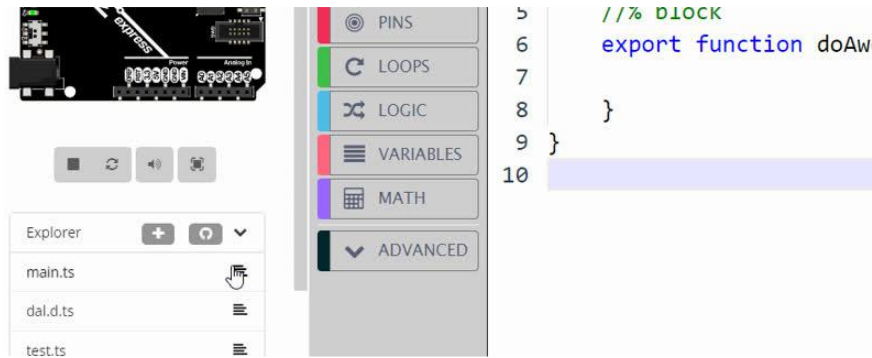 express
Power
Analog In
Explorer
main.ts
dal.d.ts
test.ts
PINS
LOOPS
LOGIC
VARIABLES
MATH
ADVANCED
5 //% block
6 export function doAw
7
8 }
9 }
10